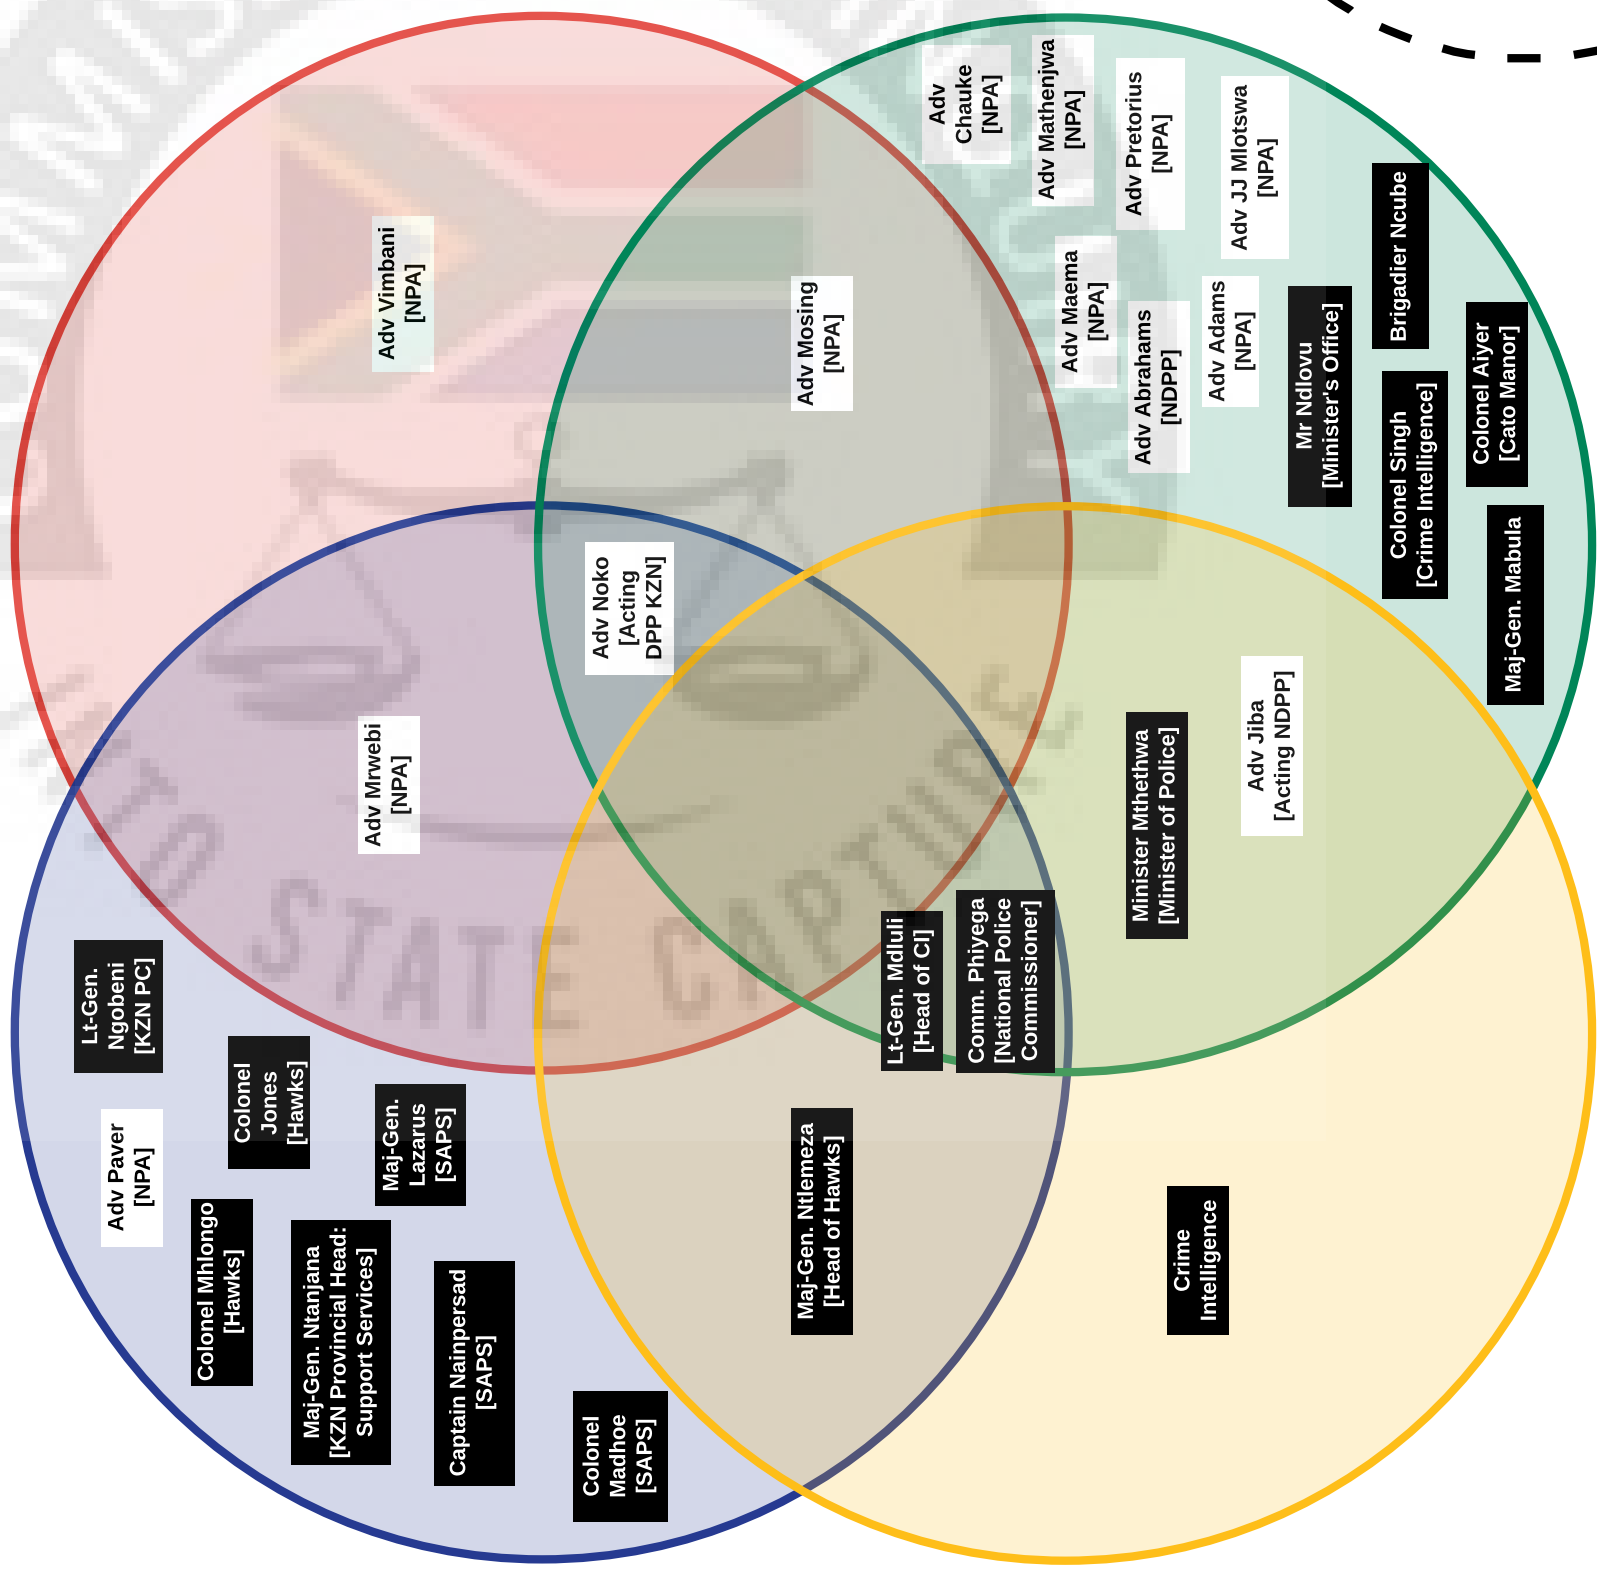 Lt-Gen.
Ngobeni
[KZN PC]
Adv Paver
[NPA]
Colonel Mhlongo
[Hawks]
Colonel
Jones
[Hawks]
Maj-Gen. Ntanjana
[KZN Provincial Head:
Support Services]
Maj-Gen.
Lazarus
[SAPS]
Captain Nainpersad
[SAPS]
Colonel
Madhoe
[SAPS]
Adv Mrwebi
[NPA]
Adv Vimbani
[NPA]
Adv Noko
[Acting
DPP KZN]
Maj-Gen. Ntlemeza
[Head of Hawks]
Adv Mosing
[NPA]
Lt-Gen. Mdluli
[Head of CI]
Comm. Phiyega
[National Police
Commissioner]
Adv
Chauke
[NPA]
Adv Mathenjwa
[NPA]
Adv Maema
[NPA]
Adv Pretorius
[NPA]
Adv Abrahams
[NDPP]
Minister Mthethwa
[Minister of Police]
Crime
Intelligence
Adv Adams
[NPA]
Adv JJ Mlotswa
[NPA]
Adv Jiba
[Acting NDPP]
Mr Ndlovu
[Minister's Office]
Brigadier Ncube
Colonel Singh
[Crime Intelligence]
Colonel Aiyer
[Cato Manor]
Maj-Gen. Mabula
INTO STATE CAPTURE